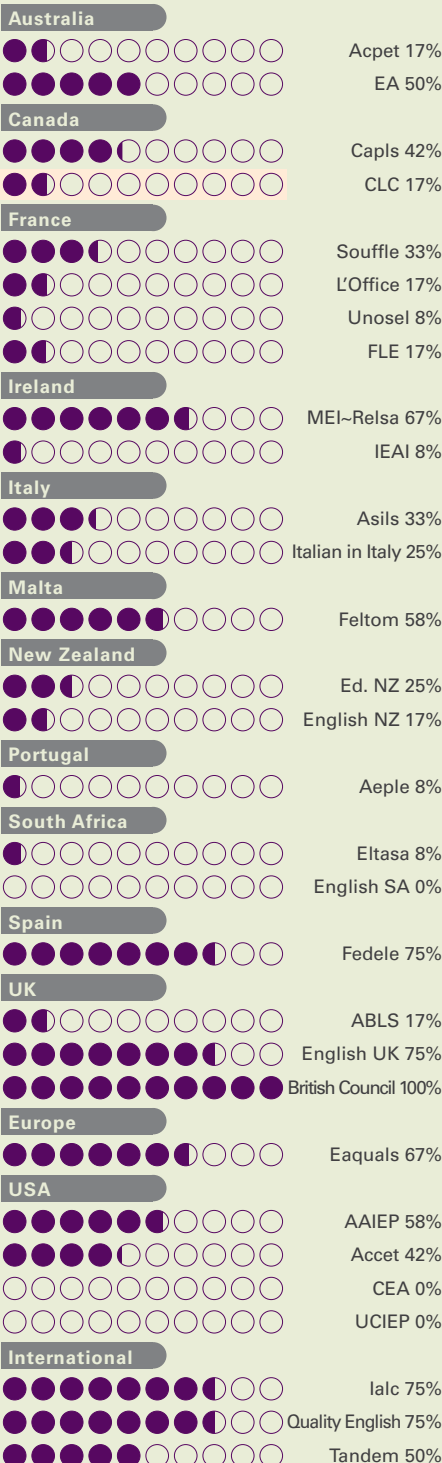 Australia
Acpet 17%
EA 50%
Canada
Capls 42%
CLC 17%
France
Souffle 33%
L'Office 17%
Unosel 8%
FLE 17%
Ireland
MEI~Relsa 67%
IEAI 8%
Italy
Asils 33%
Italian in Italy 25%
Malta
Feltom 58%
New Zealand
Ed. NZ 25%
English NZ 17%
Portugal
Aeple 8%
South Africa
Eltasa 8%
English SA 0%
Spain
Fedele 75%
UK
ABLS 17%
English UK 75%
British Council 100%
Europe
Eaquals 67%
USA
AAIEP 58%
Accet 42%
CEA 0%
UCIEP 0%
International
Ialc 75%
Quality English 75%
Tandem 50%